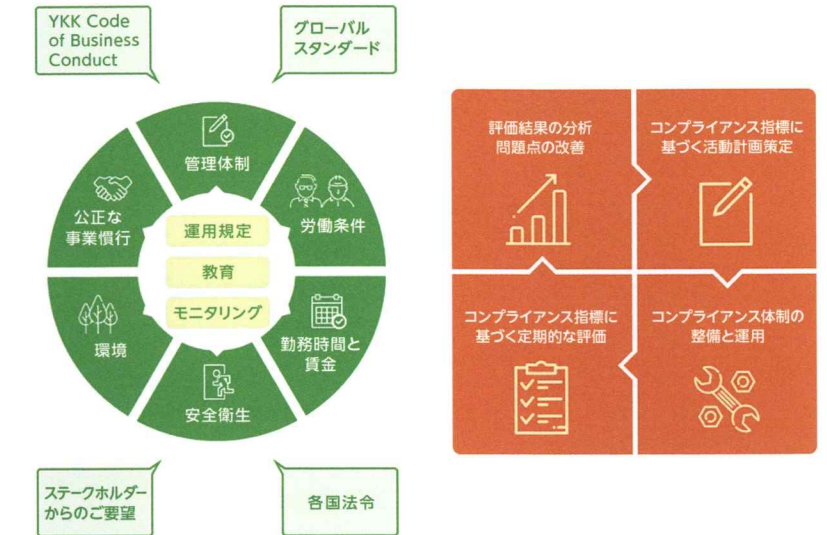 YKK Code
of Business
Conduct
グローバル
スタンダード
管理体制
公正な
事業慣行
労働条件
運用規定
教育
モニタリング
環境
勤務時間と
賃金
安全衛生
ステークホルダー
からのご要望
各国法令
評価結果の分析
問題点の改善
コンプライアンス指標に
基づく活動計画策定
コンプライアンス指標に
基づく定期的な評価
コンプライアンス体制の
整備と運用